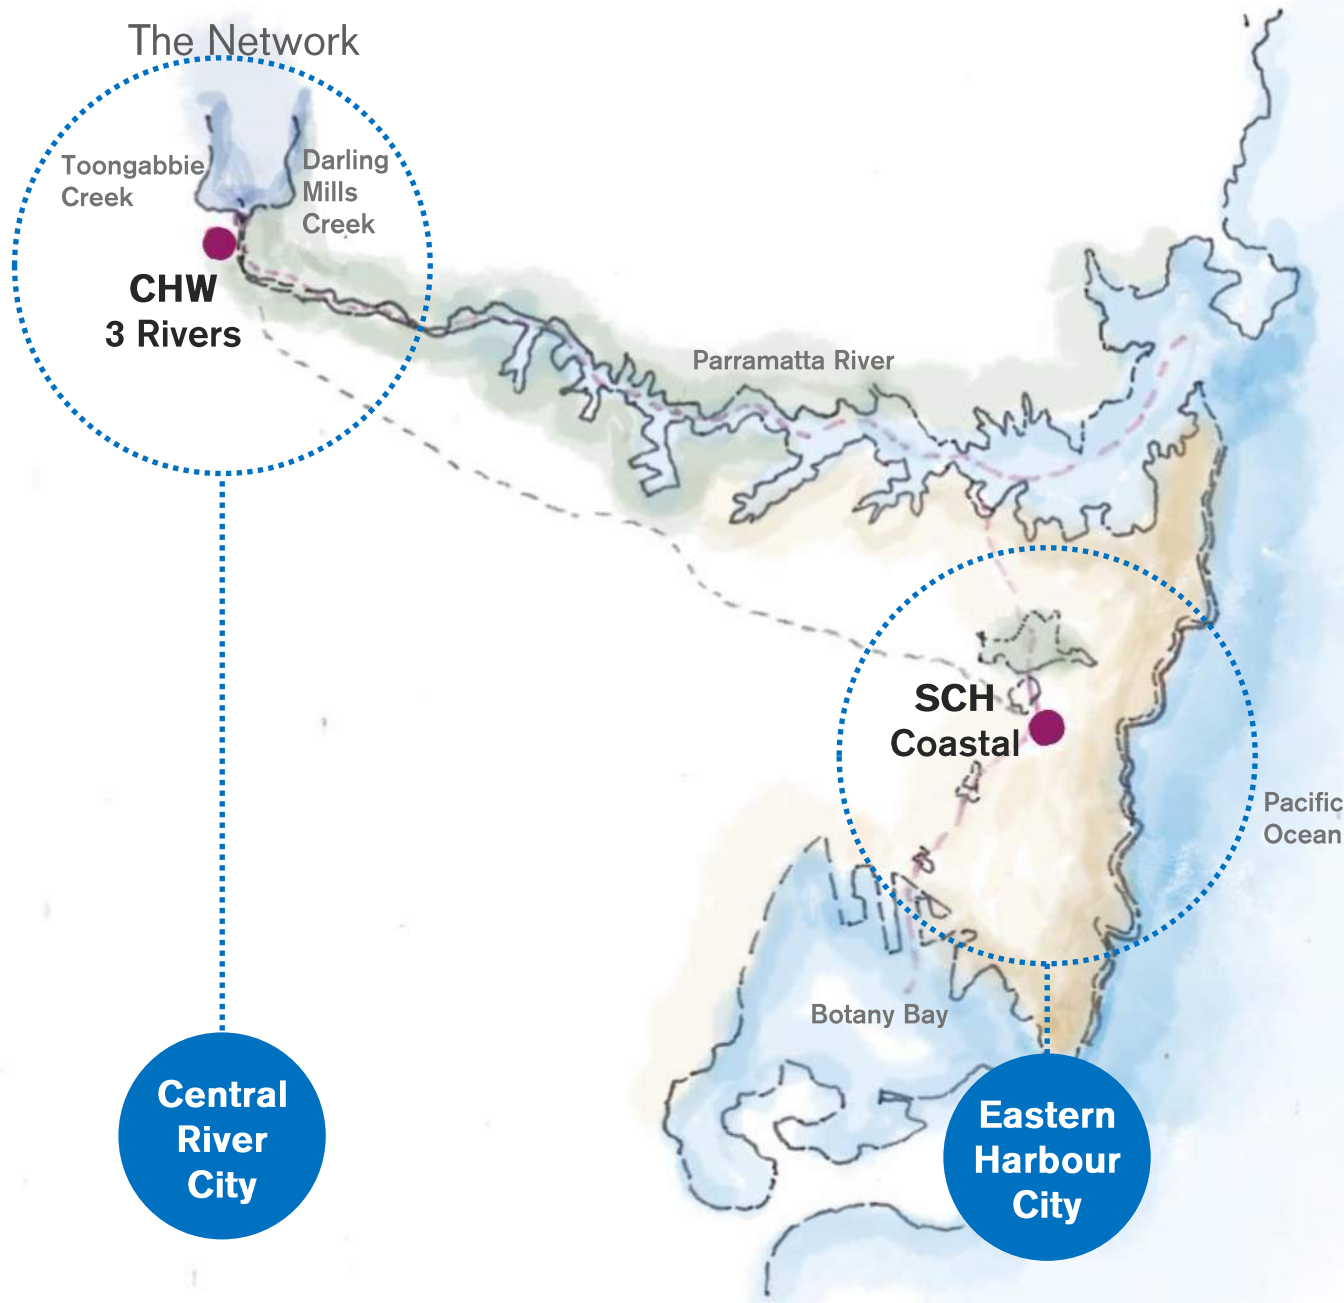 The Network
Toongabbie
Creek
Darling
Mills
Creek
CHW
3 Rivers
Parramatta River
SCH
Coastal
Pacific
Ocean
Botany Bay
Central
River
City
Eastern
Harbour
City